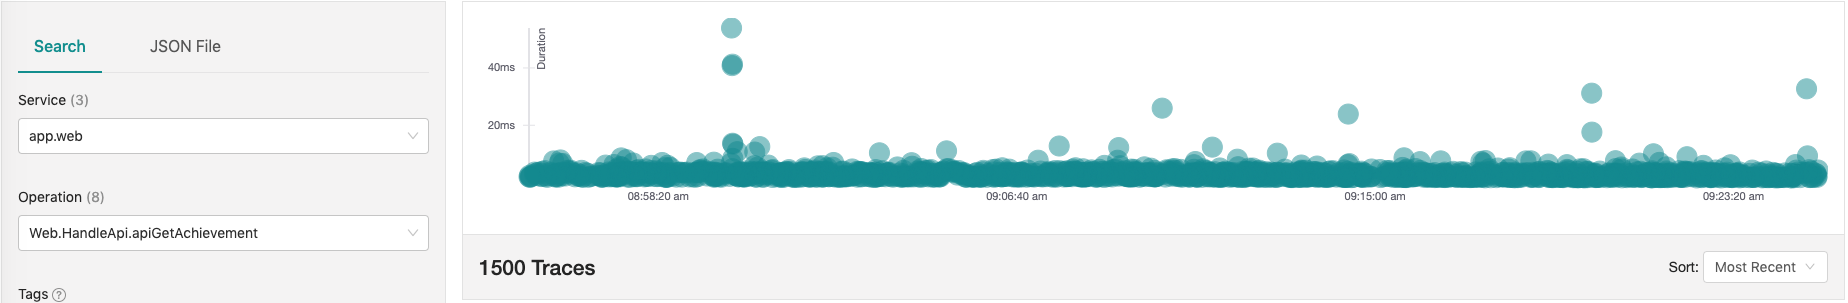 Search
JSON File
Service (3)
app.web
Operation (8)
Web.HandleApi.apiGetAchievement
Tags ?
Duration
40ms
20ms
08:58:20 am
09:06:40 am
09:15:00 am
09:23:20 am
1500 Traces
Sort: Most Recent